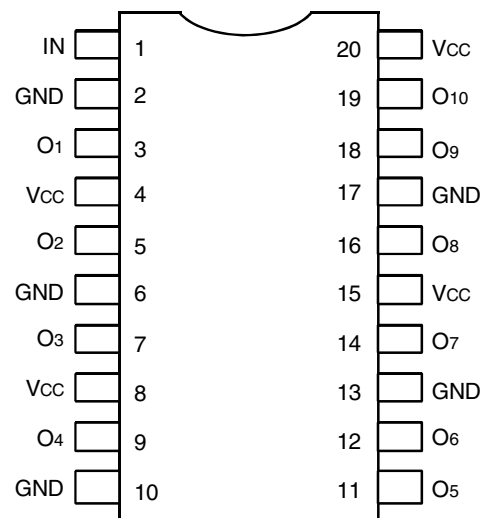 IN 1 20 VCC
GND 2 19 O10
O1 3 18 O9
VCC 4 17 GND
O2 5 16 O8
GND 6 15 VCC
O3 7 14 O7
VCC 8 13 GND
O4 9 12 O6
GND 10 11 O5